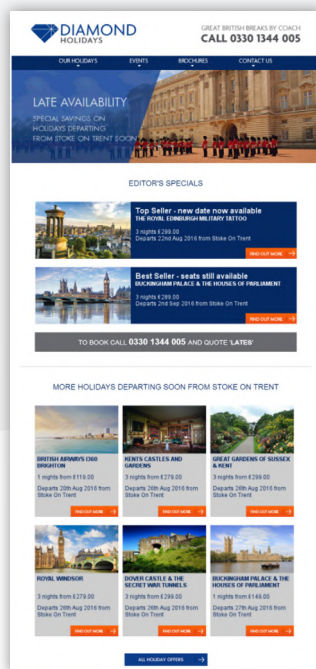 DIAMOND
HOLIDAYS
GREAT BRITISH BREAKS BY COACH
CALL 0330 1344 005
OUR HOLIDAYS
EVENTS
BROCHURES
CONTACT US
LATE AVAILABILITY
SPECIAL SAVINGS ON
HOLIDAYS DEPARTING
FROM STOKE ON TRENT SOON
EDITOR'S SPECIALS
Top Seller - new date now available
THE ROYAL EDINBURGH MILITARY TATTOO
3 nights £299.00
Departs 22nd Aug 2016 from Stoke On Trent
FIND OUT MORE
Best Seller - seats still available
BUCKINGHAM PALACE & THE HOUSES OF PARLIAMENT
3 nights £289.00
Departs 2nd Sep 2016 from Stoke On Trent
FIND OUT MORE
TO BOOK CALL 0330 1344 005 AND QUOTE 'LATES'
MORE HOLIDAYS DEPARTING SOON FROM STOKE ON TRENT
BRITISH AIRWAYS i360
BRIGHTON
1 nights from £119.00
Departs 20th Aug 2016 from
Stoke On Trent
FIND OUT MORE
KENTS CASTLES AND
GARDENS
3 nights from £279.00
Departs 26th Aug 2016 from
Stoke On Trent
FIND OUT MORE
GREAT GARDENS OF SUSSEX
& KENT
3 nights from £299.00
Departs 26th Aug 2016 from
Stoke On Trent
FIND OUT MORE
ROYAL WINDSOR
3 nights from £279.00
Departs 26th Aug 2016 from
Stoke On Trent
FIND OUT MORE
DOVER CASTLE & THE
SECRET WAR TUNNELS
3 nights from £299.00
Departs 26th Aug 2016 from
Stoke On Trent
FIND OUT MORE
BUCKINGHAM PALACE & THE
HOUSES OF PARLIAMENT
1 nights from £149.00
Departs 27th Aug 2016 from
Stoke On Trent
FIND OUT MORE
ALL HOLIDAY OFFERS